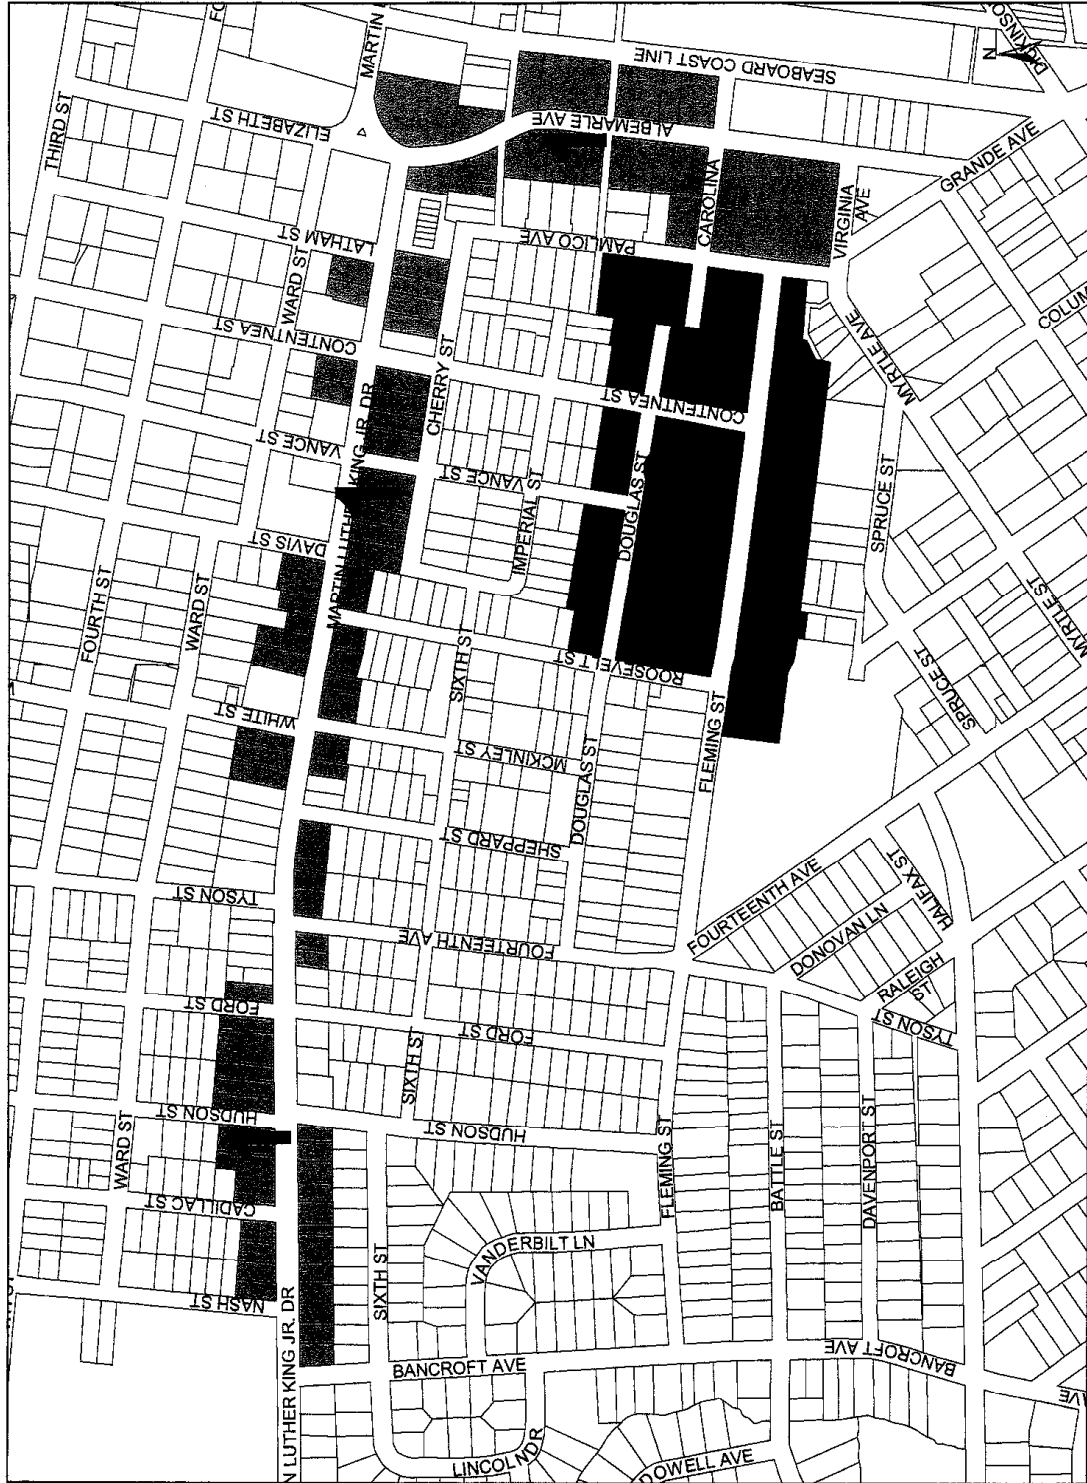 THIRD ST
FO
MARTIN
ELIZABETH ST
SEABOARD COAST LINE
DICKINSO
N
ALBEMARLE AVE
LATHAM ST
WARD ST
CAROLINA
GRANDE AVE
VIRGINIA
AVE
PAMLICO AVE
CONTENTNEA ST
CHERRY ST
MYRTLE AVE
COLUM
VANCE ST
MARTIN LUTHER KING JR. DR
VANCE ST
CONTENTNEA ST
IMPERIAL ST
DOUGLAS ST
SPRUCE ST
DAVIS ST
FOURTH ST
WARD ST
MYRTLE ST
SIXTH ST
ROOSEVELT ST
SPRUCE ST
WHITE ST
MCKINLEY ST
DOUGLAS ST
FLEMING ST
SHEPPARD ST
TYSON ST
FOURTEENTH AVE
FOURTEENTH AVE
HALIFAX ST
DONOVAN LN
RALEIGH
ST
TYSON ST
FORD ST
FORD ST
SIXTH ST
HUDSON ST
HUDSON ST
WARD ST
FLEMING ST
BATTLE ST
DAVENPORT ST
CADILLAC ST
VANDERBILT LN
NASH ST
SIXTH ST
N LUTHER KING JR. DR
BANCROFT AVE
BANCROFT AVE
AVE
LINCOLN DR
DOWELL AVE